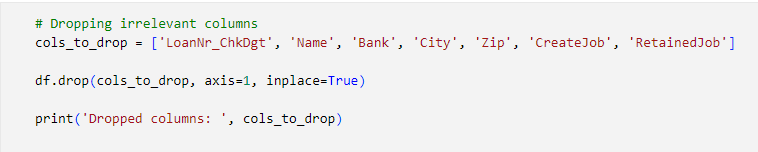 # Dropping irrelevant columns
cols_to_drop = ['LoanNr_ChkDgt', 'Name', 'Bank', 'City', 'Zip', 'CreateJob', 'RetainedJob']
df.drop(cols_to_drop, axis=1, inplace=True)
print('Dropped columns: ', cols_to_drop)